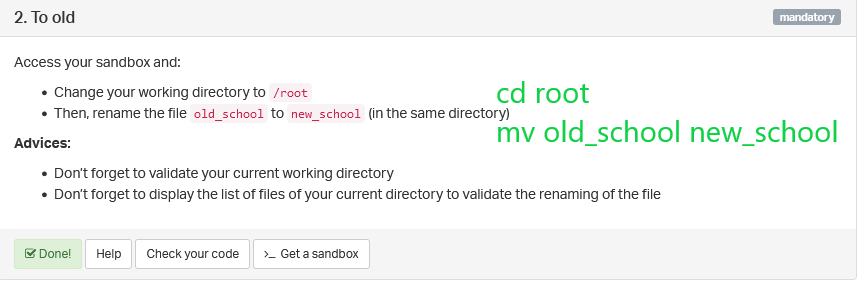 2. To old
mandatory
Access your sandbox and:
Change your working directory to /root
Then, rename the file old_school to new_school (in the same directory)
cd root
mv old_school new_school
Advices:
Don't forget to validate your current working directory
Don't forget to display the list of files of your current directory to validate the renaming of the file
Done!
Help
Check your code
>_ Get a sandbox